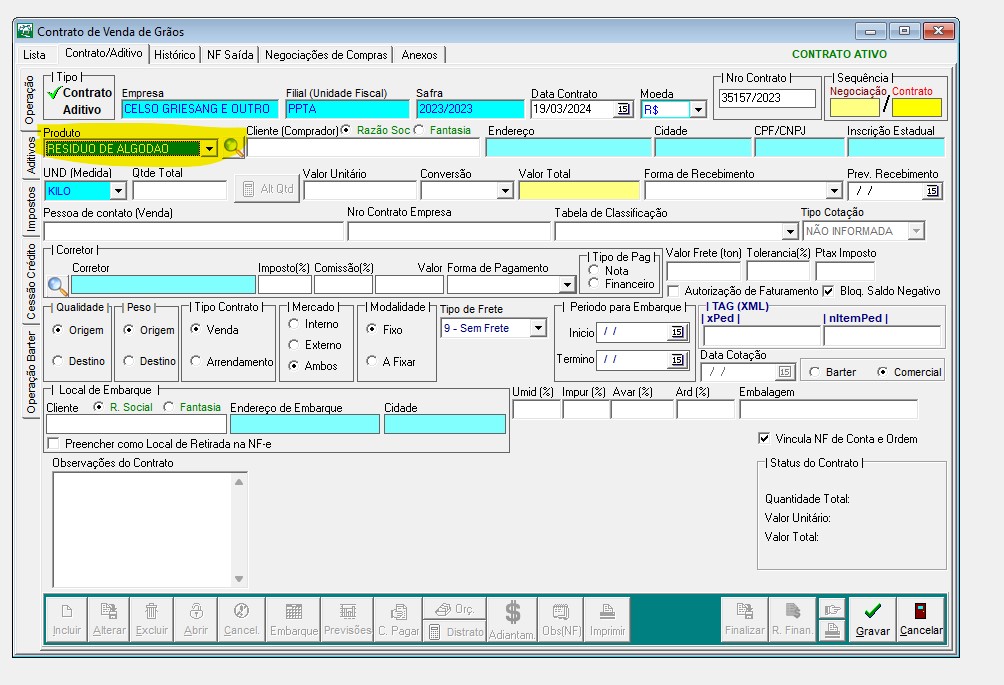 Contrato de Venda de Grãos
Lista Contrato/Aditivo Histórico NF Saída Negociações de Compras Anexos CONTRATO ATIVO
Operação
Aditivos
Impostos
Cessão Crédito
Operação Barter
Tipo
Contrato
Aditivo
Empresa Filial (Unidade Fiscal) Safra Data Contrato Moeda
CELSO GRIESANG E OUTRO PPTA 2023/2023 19/03/2024 15 R$
Nro Contrato
35157/2023
Sequência
Negociação Contrato
/
Produto Cliente (Comprador) Razão Soc Fantasia Endereço Cidade CPF/CNPJ Inscrição Estadual
RESIDUO DE ALGODAO
UND (Medida) Qtde Total Alt Qtd Valor Unitário Conversão Valor Total Forma de Recebimento Prev. Recebimento
KILO / / 15
Pessoa de contato (Venda) Nro Contrato Empresa Tabela de Classificação Tipo Cotação
NÃO INFORMADA
Corretor
Corretor Imposto(%) Comissão(%) Valor Forma de Pagamento
Tipo de Pag
Nota
Financeiro
Valor Frete (ton) Tolerancia(%) Ptax Imposto
Autorização de Faturamento Bloq. Saldo Negativo
Qualidade
Origem
Destino
Peso
Origem
Destino
Tipo Contrato
Venda
Arrendamento
Mercado
Interno
Externo
Ambos
Modalidade
Fixo
A Fixar
Tipo de Frete
9 - Sem Frete
Periodo para Embarque
Inicio / / 15
Termino / / 15
TAG (XML)
xPed nItemPed
Data Cotação
/ / 15
Barter Comercial
Local de Embarque
Cliente R. Social Fantasia Endereço de Embarque Cidade
Preencher como Local de Retirada na NF-e
Umid (%) Impur (%) Avar (%) Ard (%) Embalagem
Vincula NF de Conta e Ordem
Observações do Contrato
Status do Contrato
Quantidade Total:
Valor Unitário:
Valor Total:
Incluir Alterar Excluir Abrir Cancel. Embarque Previsões C. Pagar Orç. Distrato Adiantam. Obs(NF) Imprimir Finalizar R. Finan. Gravar Cancelar